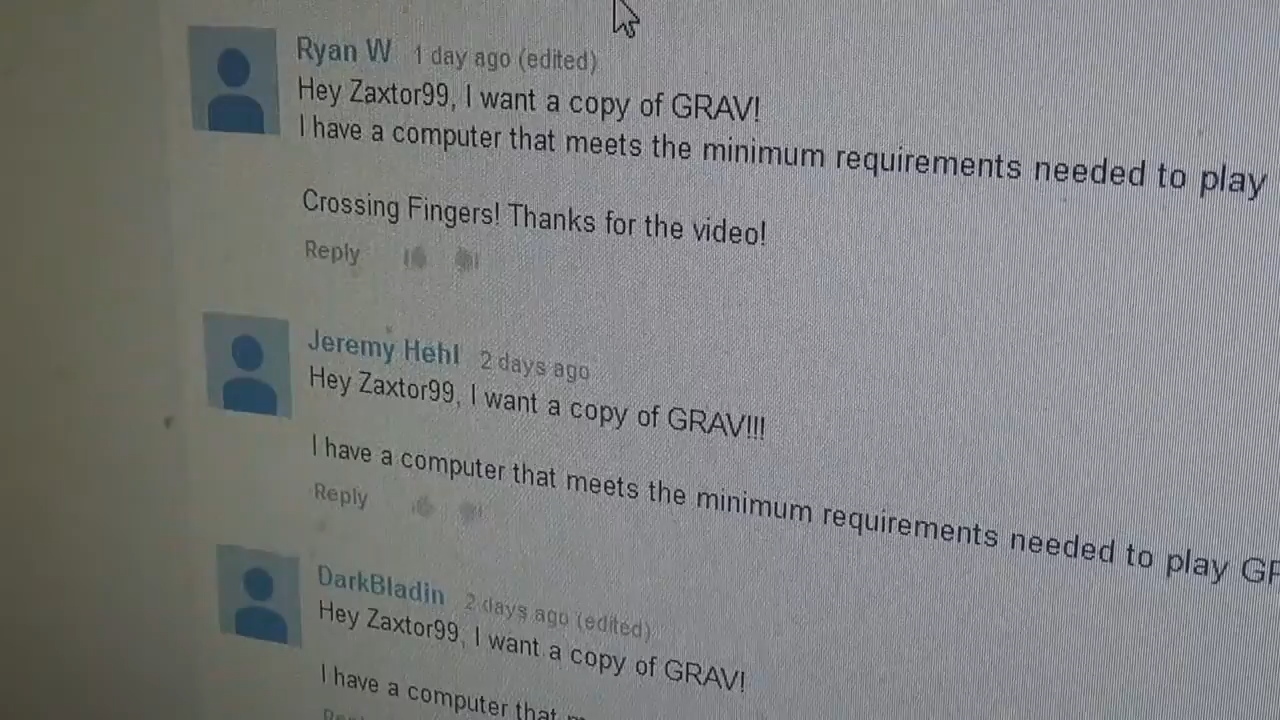 Ryan W 1 day ago (edited)
Hey Zaxtor99, I want a copy of GRAV!
I have a computer that meets the minimum requirements needed to play
Crossing Fingers! Thanks for the video!
Reply
Jeremy Hehl 2 days ago
Hey Zaxtor99, I want a copy of GRAV!!!
I have a computer that meets the minimum requirements needed to play
Reply
DarkBladin 2 days ago (edited)
Hey Zaxtor99, I want a copy of GRAV!
I have a computer that